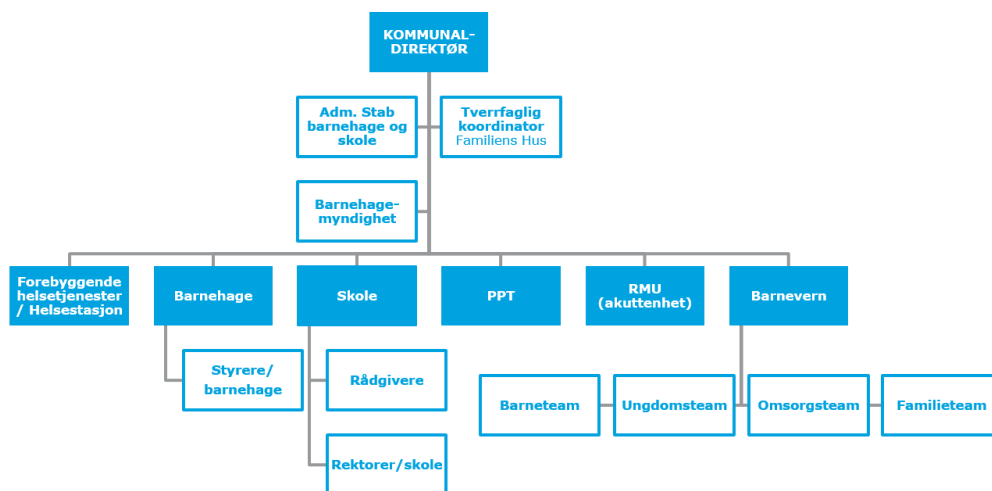 KOMMUNAL-
DIREKTØR
Adm. Stab
barnehage og
skole
Tverrfaglig
koordinator
Familiens Hus
Barnehage-
myndighet
Forebyggende
helsetjenester
/ Helsestasjon
Barnehage
Skole
PPT
RMU
(akuttenhet)
Barnevern
Styrere/
barnehage
Rådgivere
Barneteam
Ungdomsteam
Omsorgsteam
Familieteam
Rektorer/skole